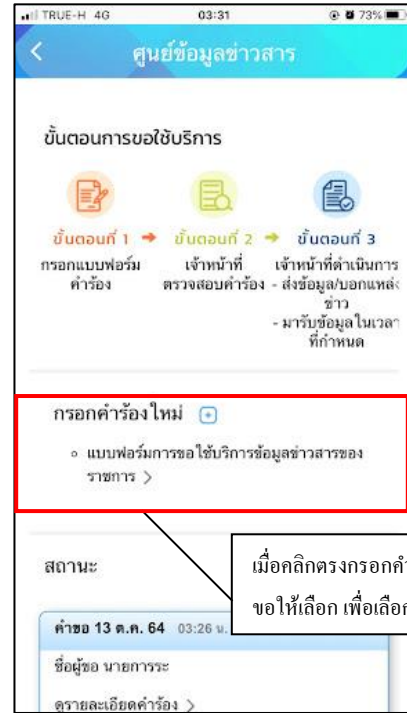 TRUE-H 4G 03:31 73%
ศูนย์ข้อมูลข่าวสาร
ขั้นตอนการขอใช้บริการ
ขั้นตอนที่ 1 ➜ ขั้นตอนที่ 2 ➜ ขั้นตอนที่ 3
กรอกแบบฟอร์ม เจ้าหน้าที่ เจ้าหน้าที่ดำเนินการ
คำร้อง ตรวจสอบคำร้อง - ส่งข้อมูล/บอกแหล่ง
ข่าว
- มารับข้อมูลในเวลา
ที่กำหนด
กรอกคำร้องใหม่
แบบฟอร์มการขอใช้บริการข้อมูลข่าวสารของ
ราชการ >
สถานะ
เมื่อคลิกตรงกรอกคำ
ขอให้เลือก เพื่อเลือก
คำขอ 13 ต.ค. 64 03:26 น.
ชื่อผู้ขอ นายการระ
ดูรายละเอียดคำร้อง >